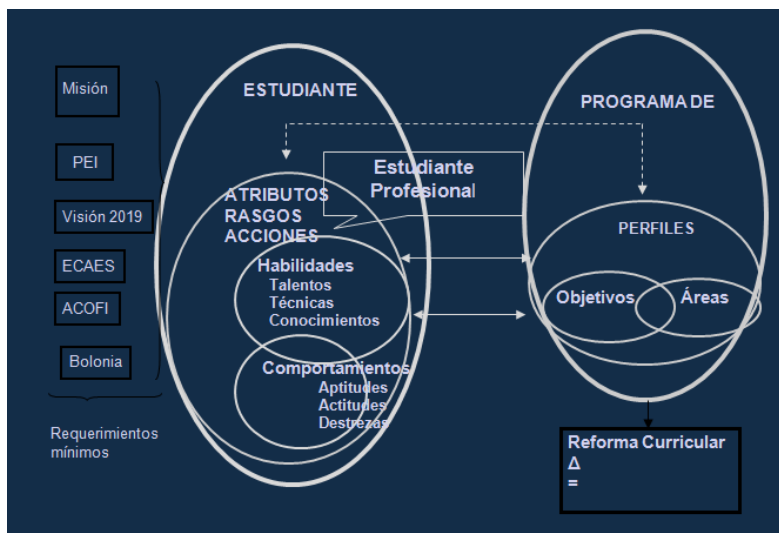 Misión
PEI
Visión 2019
ECAES
ACOFI
Bolonia
Requerimientos
mínimos
ESTUDIANTE
ATRIBUTOS
RASGOS
ACCIONES
Habilidades
Talentos
Técnicas
Conocimientos
Comportamientos
Aptitudes
Actitudes
Destrezas
Estudiante
Profesional
PROGRAMA DE
PERFILES
Objetivos
Áreas
Reforma Curricular
Δ
=